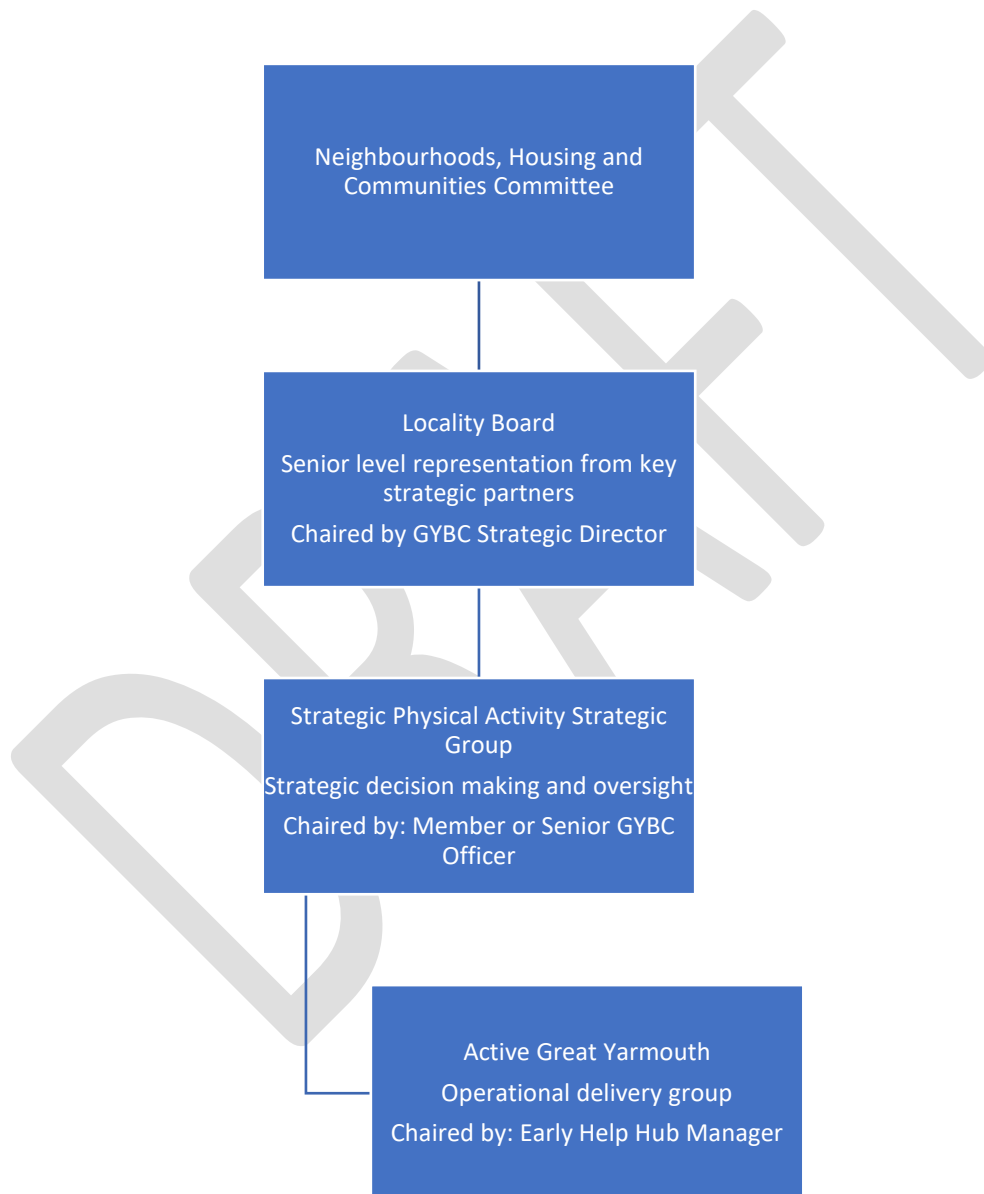 Neighbourhoods, Housing and
Communities Committee
Locality Board
Senior level representation from key
strategic partners
Chaired by GYBC Strategic Director
Strategic Physical Activity Strategic
Group
Strategic decision making and oversight
Chaired by: Member or Senior GYBC
Officer
Active Great Yarmouth
Operational delivery group
Chaired by: Early Help Hub Manager
DRAFT